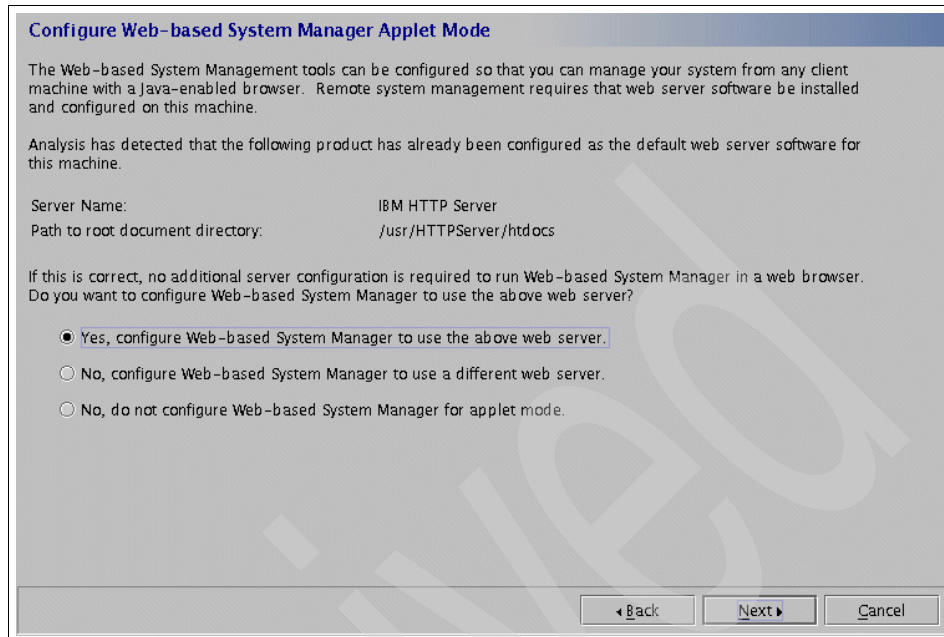 Configure Web-based System Manager Applet Mode
The Web-based System Management tools can be configured so that you can manage your system from any client
machine with a Java-enabled browser. Remote system management requires that web server software be installed
and configured on this machine.
Analysis has detected that the following product has already been configured as the default web server software for
this machine.
Server Name: IBM HTTP Server
Path to root document directory: /usr/HTTPServer/htdocs
If this is correct, no additional server configuration is required to run Web-based System Manager in a web browser.
Do you want to configure Web-based System Manager to use the above web server?
Yes, configure Web-based System Manager to use the above web server.
No, configure Web-based System Manager to use a different web server.
No, do not configure Web-based System Manager for applet mode.
Back Next Cancel